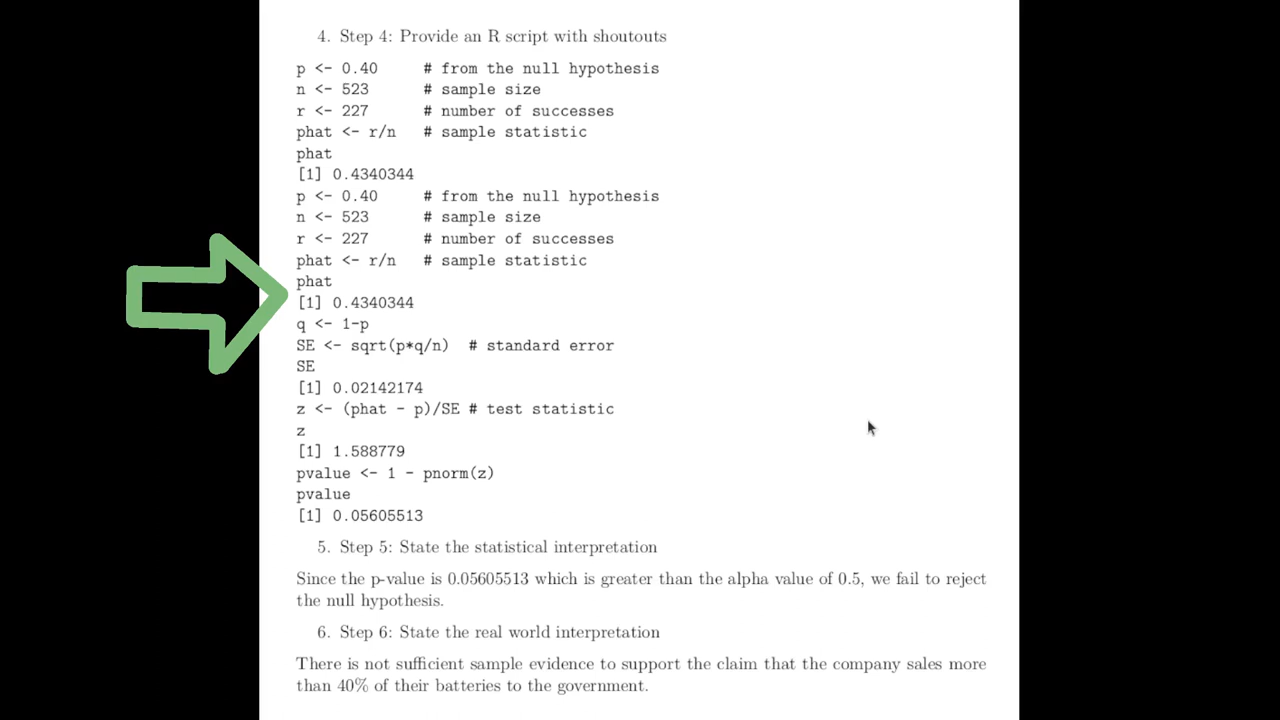 4. Step 4: Provide an R script with shoutouts
p <- 0.40 # from the null hypothesis
n <- 523 # sample size
r <- 227 # number of successes
phat <- r/n # sample statistic
phat
[1] 0.4340344
p <- 0.40 # from the null hypothesis
n <- 523 # sample size
r <- 227 # number of successes
phat <- r/n # sample statistic
phat
[1] 0.4340344
q <- 1-p
SE <- sqrt(p*q/n) # standard error
SE
[1] 0.02142174
z <- (phat - p)/SE # test statistic
z
[1] 1.588779
pvalue <- 1 - pnorm(z)
pvalue
[1] 0.05605513
5. Step 5: State the statistical interpretation
Since the p-value is 0.05605513 which is greater than the alpha value of 0.5, we fail to reject
the null hypothesis.
6. Step 6: State the real world interpretation
There is not sufficient sample evidence to support the claim that the company sales more
than 40% of their batteries to the government.